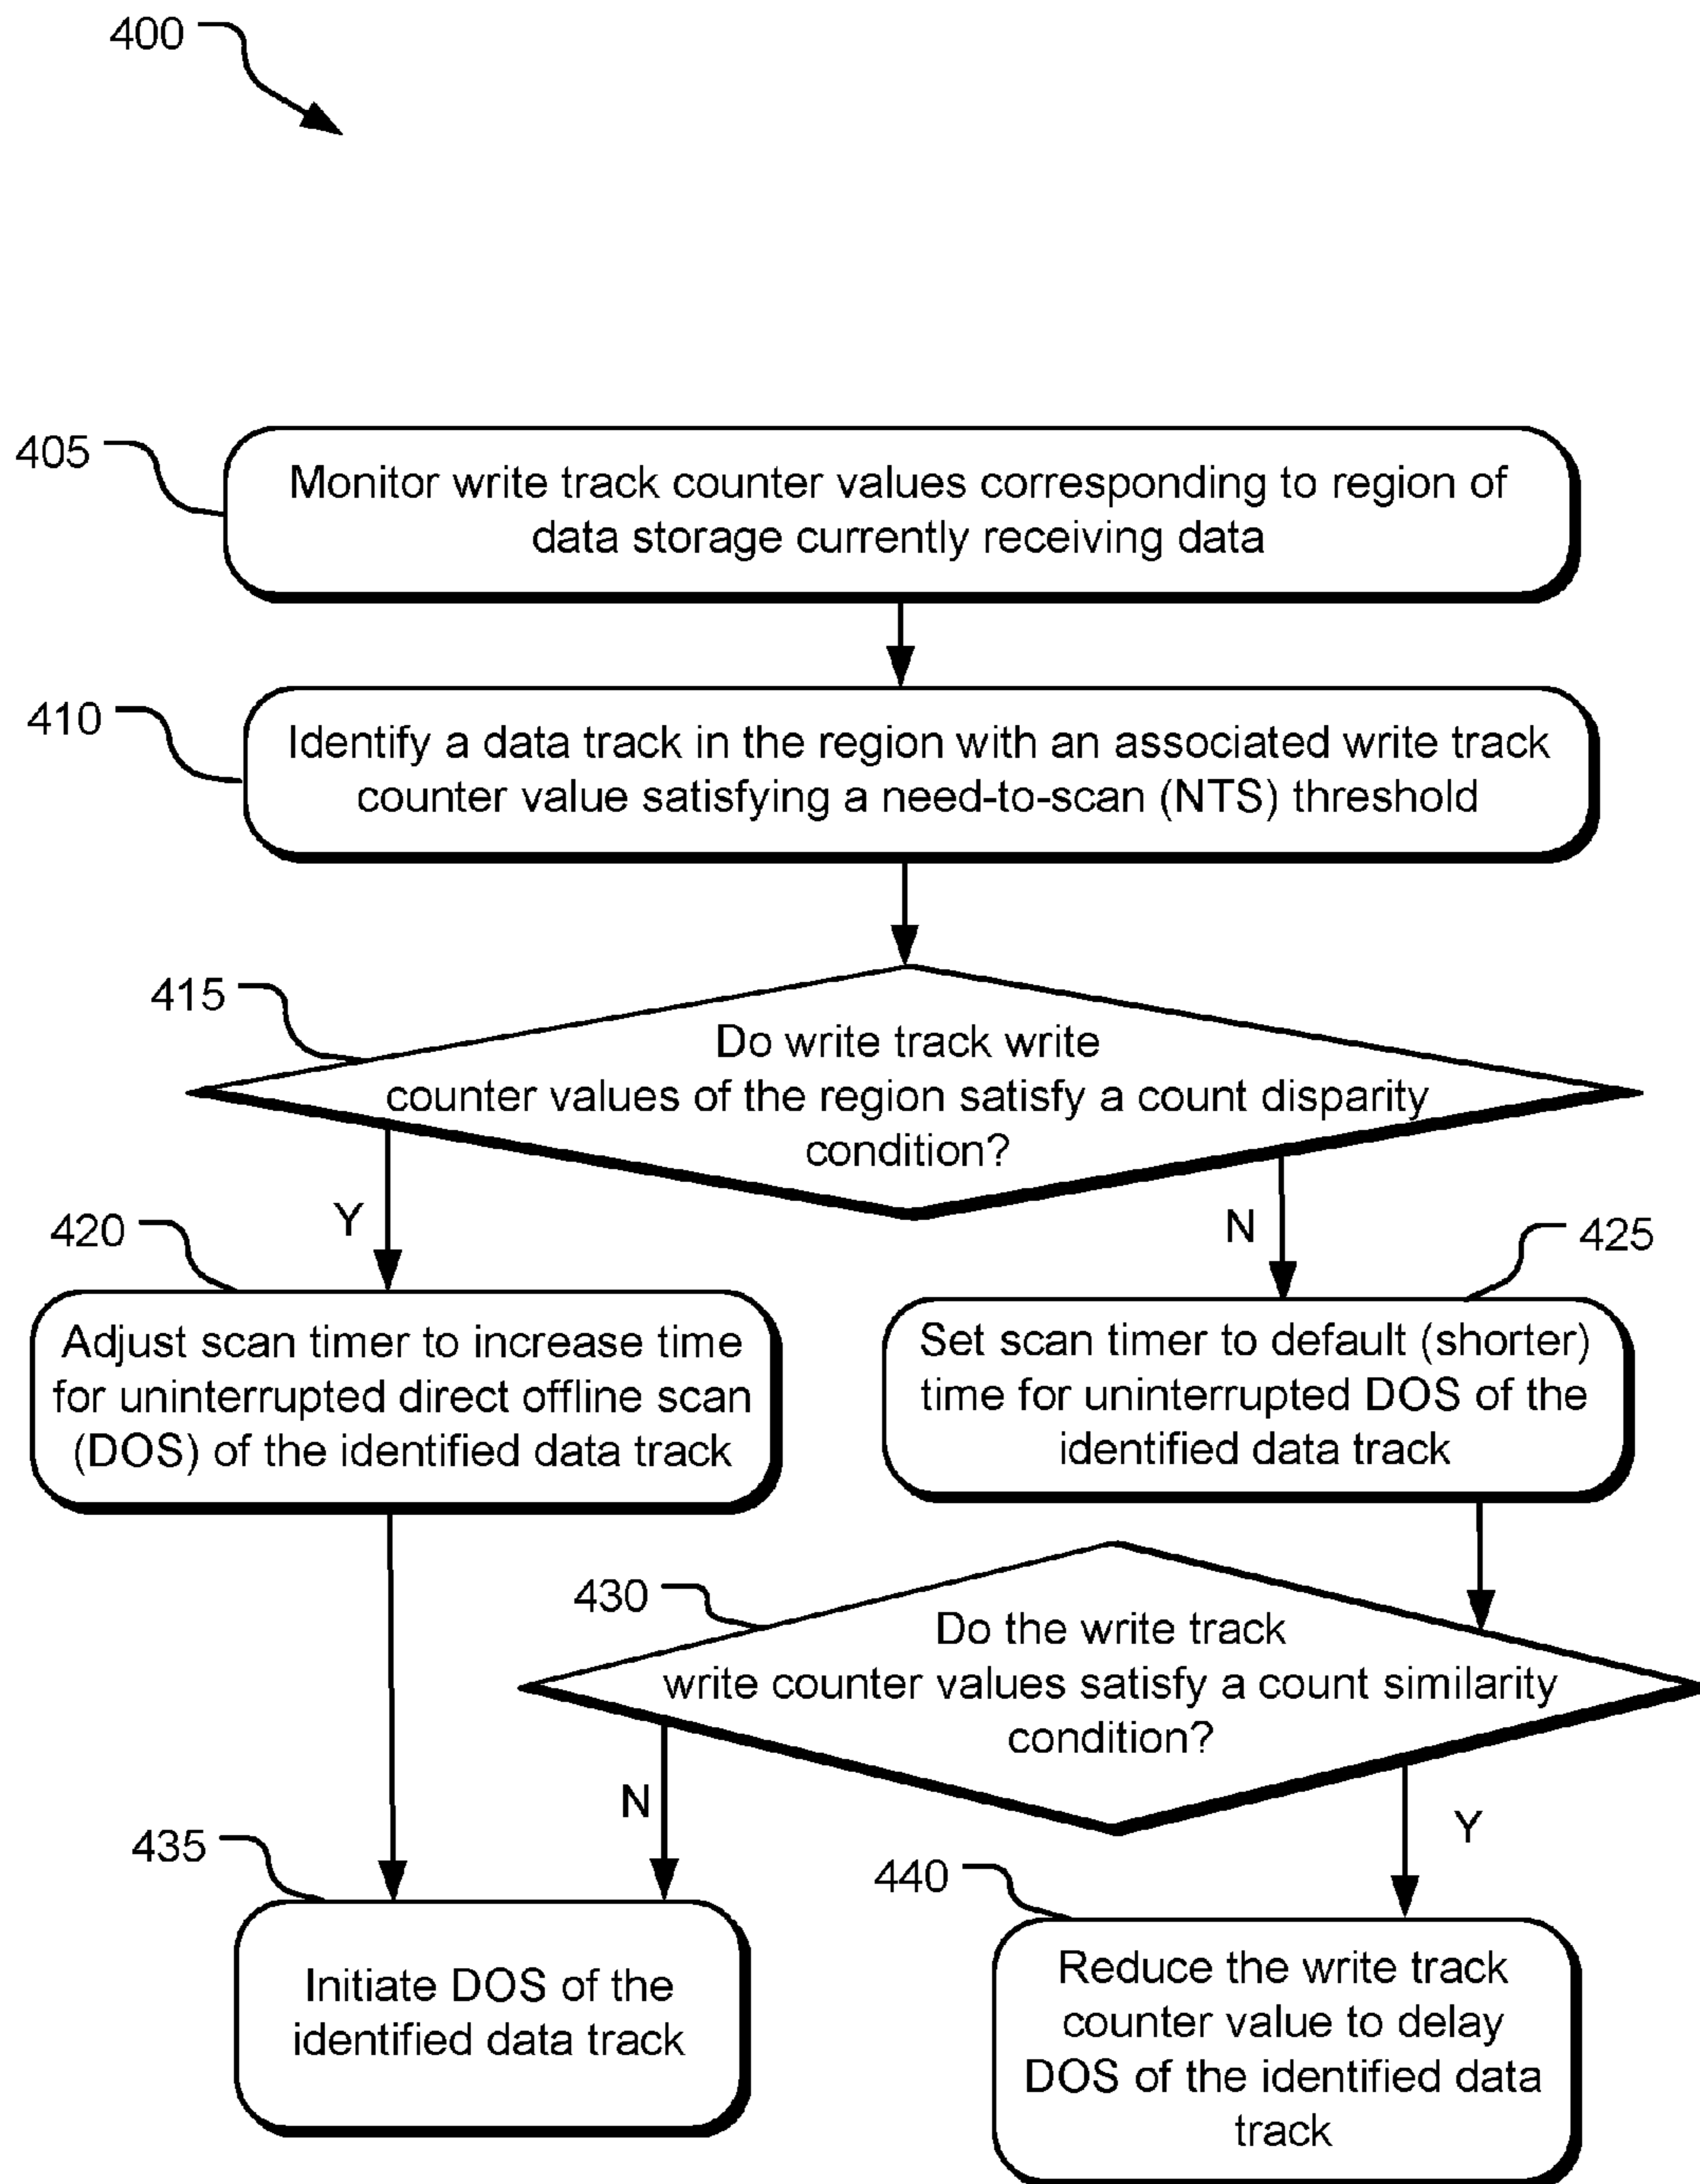 400
405
Monitor write track counter values corresponding to region of
data storage currently receiving data
410
Identify a data track in the region with an associated write track
counter value satisfying a need-to-scan (NTS) threshold
415
Do write track write
counter values of the region satisfy a count disparity
condition?
Y
N
420
425
Adjust scan timer to increase time
for uninterrupted direct offline scan
(DOS) of the identified data track
Set scan timer to default (shorter)
time for uninterrupted DOS of the
identified data track
430
Do the write track
write counter values satisfy a count similarity
condition?
N
Y
435
440
Initiate DOS of the
identified data track
Reduce the write track
counter value to delay
DOS of the identified data
track